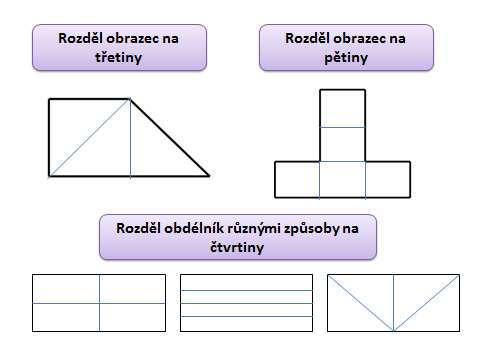 Rozděl obrazec na
třetiny
Rozděl obrazec na
pětiny
Rozděl obdélník různými způsoby na
čtvrtiny